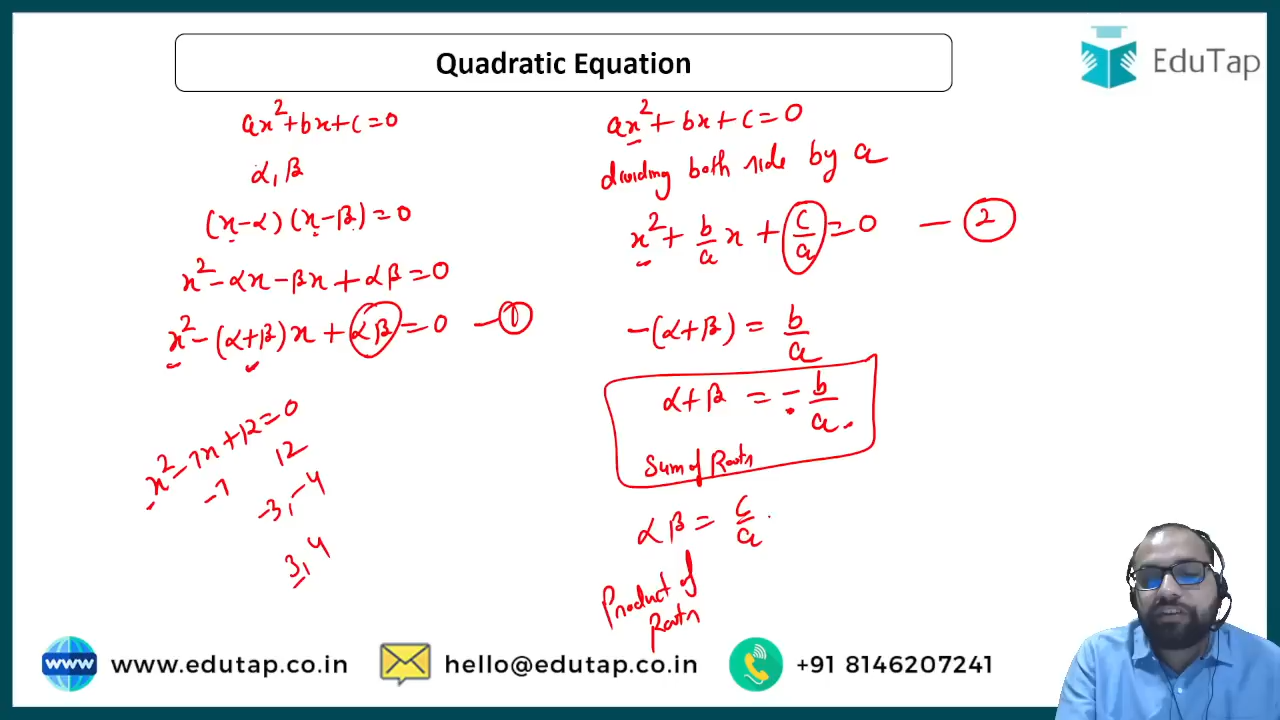 Quadratic Equation
EduTap
ax²+bx+c=0
α, β
(x-α)(x-β)=0
x²-αx-βx+αβ=0
x²-(α+β)x+αβ=0 - ①
x²-7x+12=0
-7 12
-3, -4
3, 4
ax²+bx+c=0
dividing both side by a
x²+b/a x+c/a=0 - ②
-(α+β)=b/a
α+β=-b/a
Sum of Roots
αβ=c/a
Product of
Roots
www www.edutap.co.in hello@edutap.co.in +91 8146207241